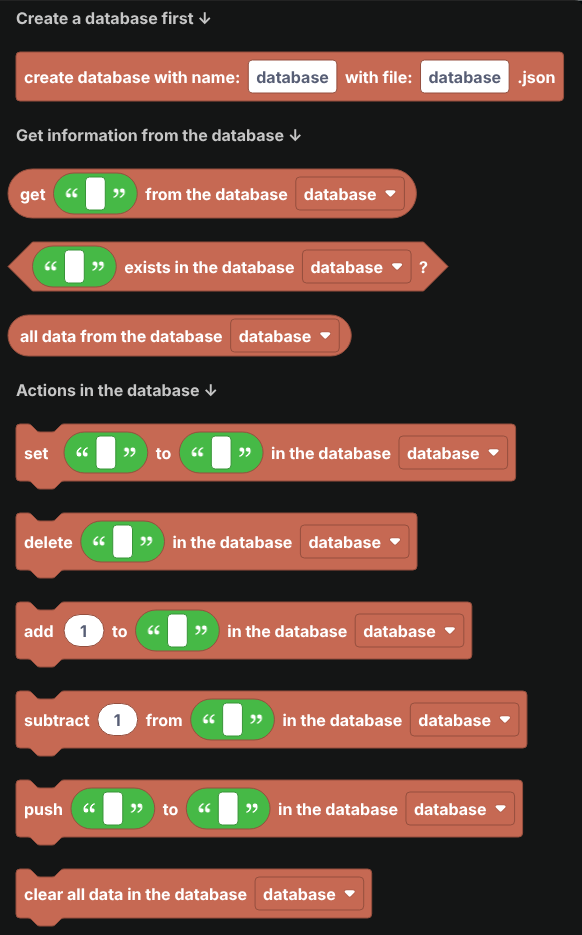 Create a database first ↓
create database with name: database with file: database .json
Get information from the database ↓
get “ ” from the database database
“ ” exists in the database database ?
all data from the database database
Actions in the database ↓
set “ ” to “ ” in the database database
delete “ ” in the database database
add 1 to “ ” in the database database
subtract 1 from “ ” in the database database
push “ ” to “ ” in the database database
clear all data in the database database